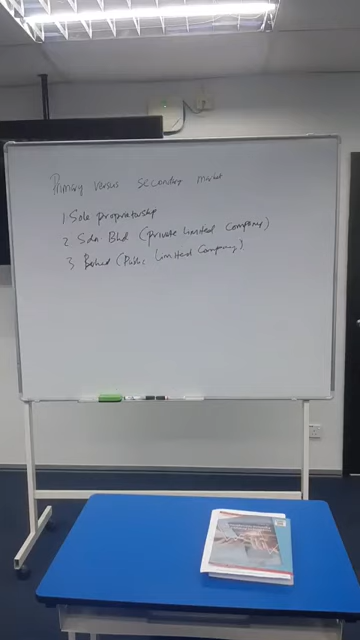 Primary versus secondary market
1 Sole proprietorship
2 Sdn. Bhd (private limited company)
3 Berhad (Public Limited Company)